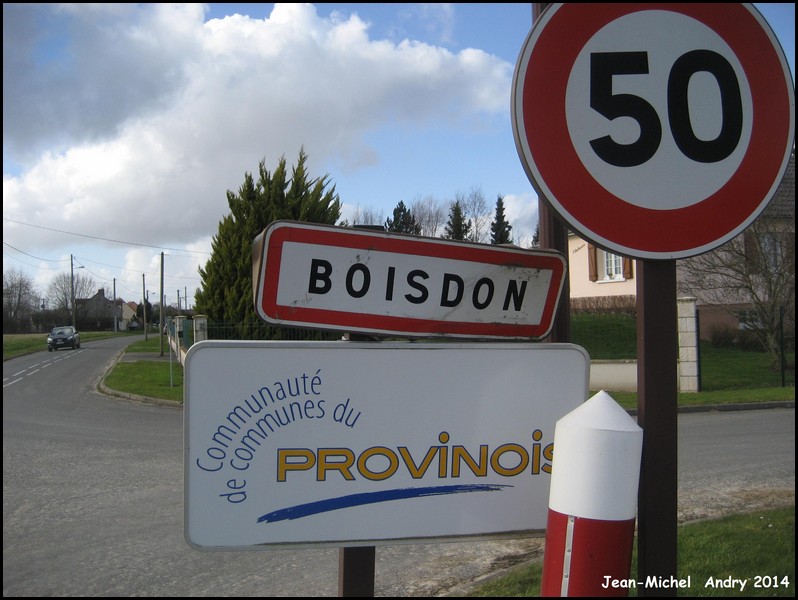 50
BOISDON
Communauté
de communes du
PROVINOIS
Jean-Michel Andry 2014